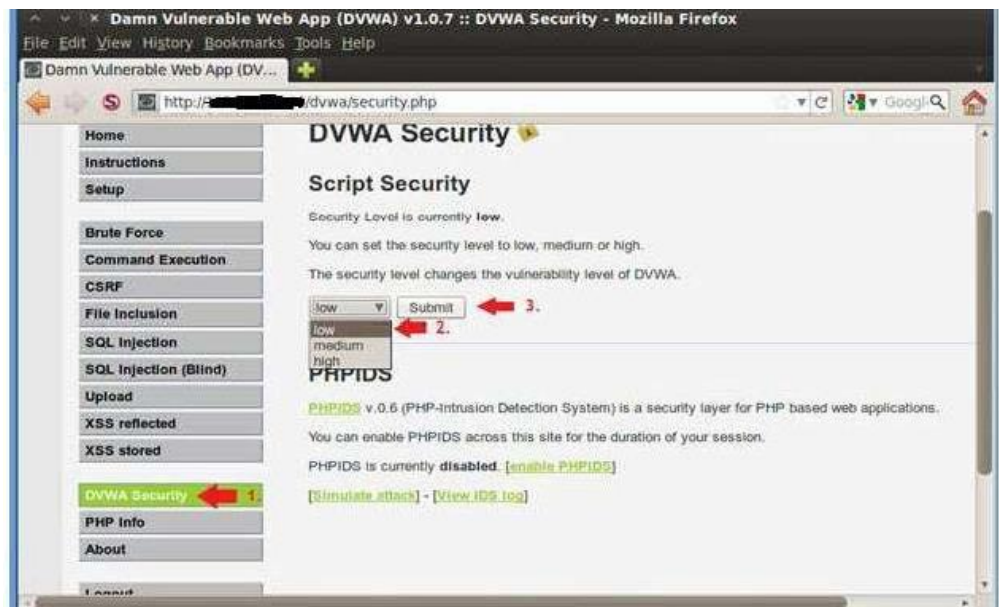 Damn Vulnerable Web App (DVWA) v1.0.7 :: DVWA Security - Mozilla Firefox
File Edit View History Bookmarks Tools Help
Damn Vulnerable Web App (DV...
http:// /dvwa/security.php
Googl
Home
Instructions
Setup
Brute Force
Command Execution
CSRF
File Inclusion
SQL Injection
SQL Injection (Blind)
Upload
XSS reflected
XSS stored
DVWA Security 1.
PHP Info
About
Logout
DVWA Security
Script Security
Security Level is currently low.
You can set the security level to low, medium or high.
The security level changes the vulnerability level of DVWA.
low Submit 3.
low 2.
medium
high
PHPIDS
PHPIDS v.0.6 (PHP-Intrusion Detection System) is a security layer for PHP based web applications.
You can enable PHPIDS across this site for the duration of your session.
PHPIDS is currently disabled. [enable PHPIDS]
[Simulate attack] - [View IDS log]